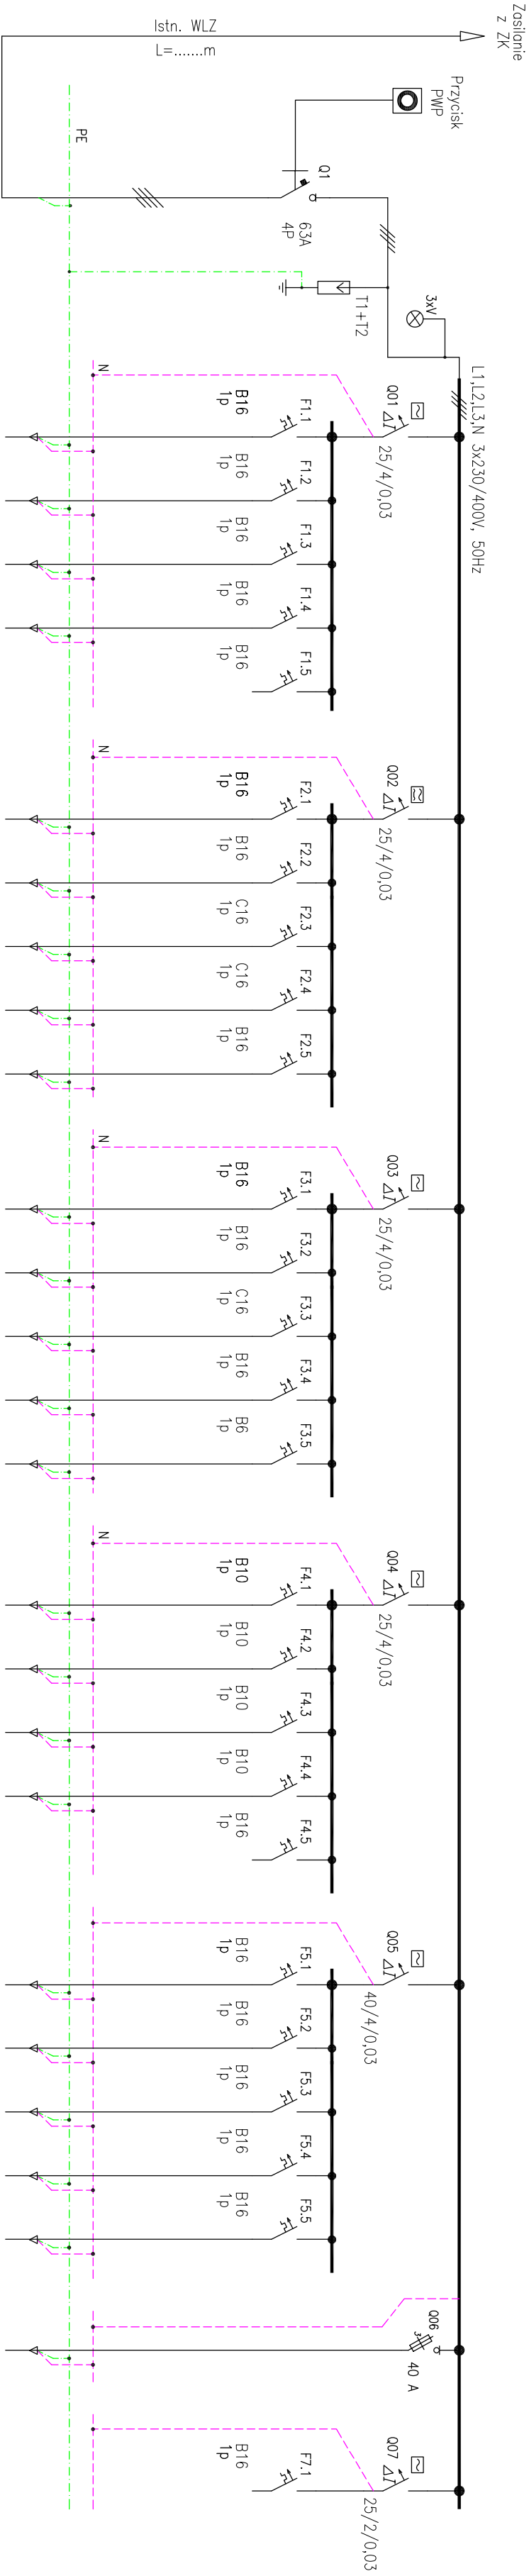 Zasilanie
z ZK
Istn. WLZ
L=.......m
Przycisk
PWP
PE
Q1
63A
4P
T1+T2
3xV
L1,L2,L3,N 3x230/400V, 50Hz
N
Q01
25/4/0,03
F1.1
B16
1p
F1.2
B16
1p
F1.3
B16
1p
F1.4
B16
1p
F1.5
B16
1p
N
Q02
25/4/0,03
F2.1
B16
1p
F2.2
B16
1p
F2.3
C16
1p
F2.4
C16
1p
F2.5
B16
1p
N
Q03
25/4/0,03
F3.1
B16
1p
F3.2
B16
1p
F3.3
C16
1p
F3.4
B16
1p
F3.5
B6
1p
N
Q04
25/4/0,03
F4.1
B10
1p
F4.2
B10
1p
F4.3
B10
1p
F4.4
B10
1p
F4.5
B16
1p
Q05
40/4/0,03
F5.1
B16
1p
F5.2
B16
1p
F5.3
B16
1p
F5.4
B16
1p
F5.5
B16
1p
Q06
3
40 A
Q07
25/2/0,03
F7.1
B16
1p